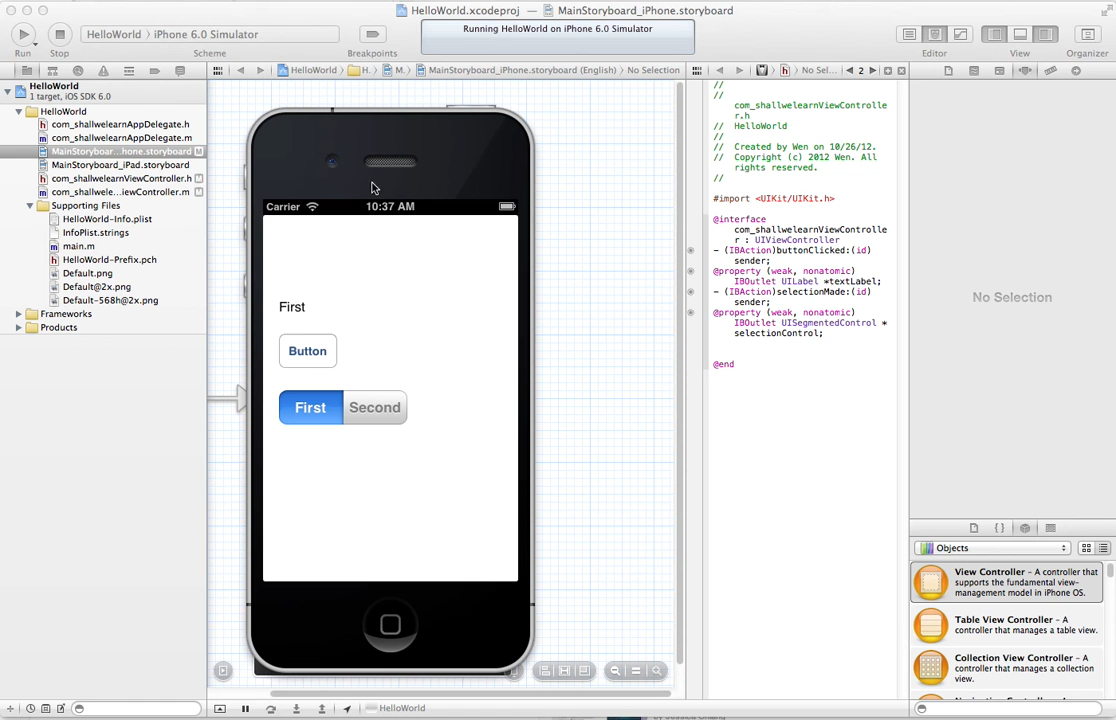 HelloWorld.xcodeproj — MainStoryboard_iPhone.storyboard
HelloWorld 〉 iPhone 6.0 Simulator
Running HelloWorld on iPhone 6.0 Simulator
Run
Stop
Scheme
Breakpoints
Editor
View
Organizer
HelloWorld
H.
M.
MainStoryboard_iPhone.storyboard (English)
No Selection
No Sel...
2
HelloWorld
1 target, iOS SDK 6.0
HelloWorld
com_shallwelearnAppDelegate.h
com_shallwelearnAppDelegate.m
MainStoryboar...hone.storyboard M
MainStoryboard_iPad.storyboard
com_shallwelearnViewController.h M
com_shallwele...iewController.m M
Supporting Files
HelloWorld-Info.plist
InfoPlist.strings
main.m
HelloWorld-Prefix.pch
Default.png
Default@2x.png
Default-568h@2x.png
Frameworks
Products
Carrier 10:37 AM
First
Button
First Second
//
//
com_shallwelearnViewControlle
r.h
// HelloWorld
//
// Created by Wen on 10/26/12.
// Copyright (c) 2012 Wen. All
rights reserved.
//
#import <UIKit/UIKit.h>
@interface
com_shallwelearnViewControlle
r : UIViewController
- (IBAction)buttonClicked:(id)
sender;
@property (weak, nonatomic)
IBOutlet UILabel *textLabel;
- (IBAction)selectionMade:(id)
sender;
@property (weak, nonatomic)
IBOutlet UISegmentedControl *
selectionControl;
@end
No Selection
Objects
View Controller – A controller that
supports the fundamental view-
management model in iPhone OS.
Table View Controller – A
controller that manages a table view.
Collection View Controller – A
controller that manages a collection
view.
HelloWorld